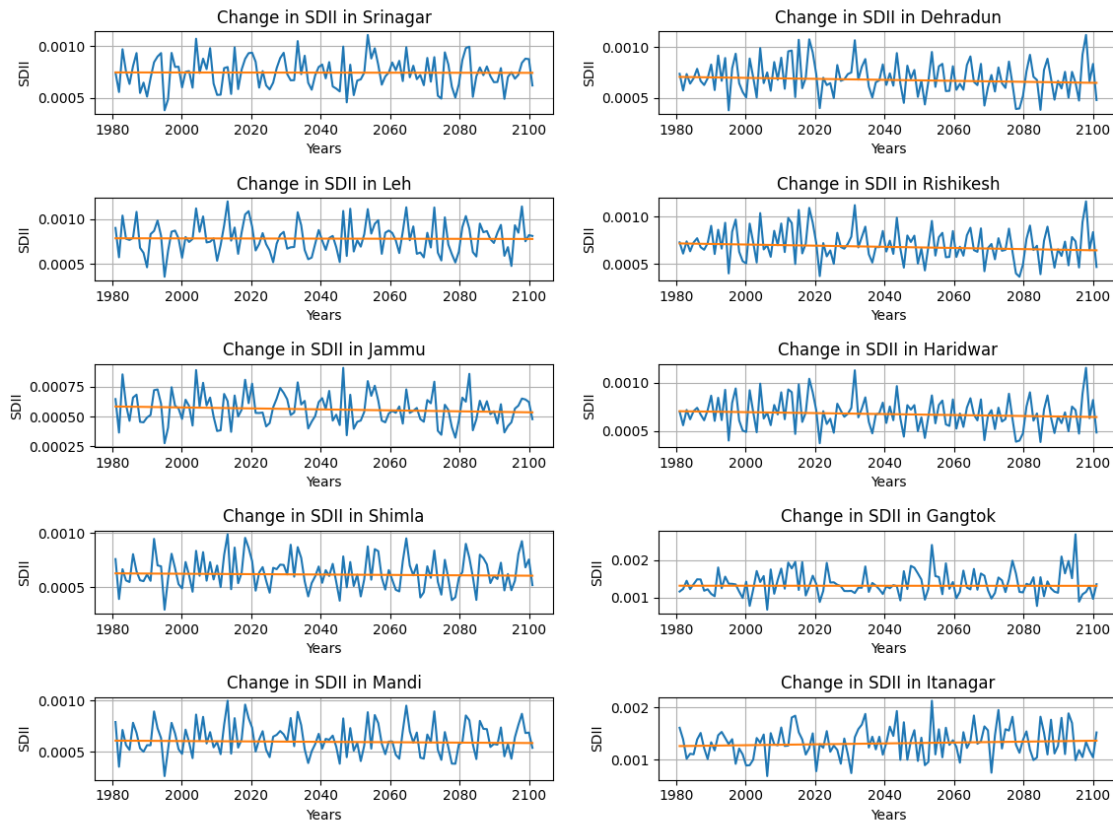 Change in SDII in Srinagar
SDII
0.0010
0.0005
1980 2000 2020 2040 2060 2080 2100
Years
Change in SDII in Dehradun
SDII
0.0010
0.0005
1980 2000 2020 2040 2060 2080 2100
Years
Change in SDII in Leh
SDII
0.0010
0.0005
1980 2000 2020 2040 2060 2080 2100
Years
Change in SDII in Rishikesh
SDII
0.0010
0.0005
1980 2000 2020 2040 2060 2080 2100
Years
Change in SDII in Jammu
SDII
0.00075
0.00050
0.00025
1980 2000 2020 2040 2060 2080 2100
Years
Change in SDII in Haridwar
SDII
0.0010
0.0005
1980 2000 2020 2040 2060 2080 2100
Years
Change in SDII in Shimla
SDII
0.0010
0.0005
1980 2000 2020 2040 2060 2080 2100
Years
Change in SDII in Gangtok
SDII
0.002
0.001
1980 2000 2020 2040 2060 2080 2100
Years
Change in SDII in Mandi
SDII
0.0010
0.0005
1980 2000 2020 2040 2060 2080 2100
Years
Change in SDII in Itanagar
SDII
0.002
0.001
1980 2000 2020 2040 2060 2080 2100
Years